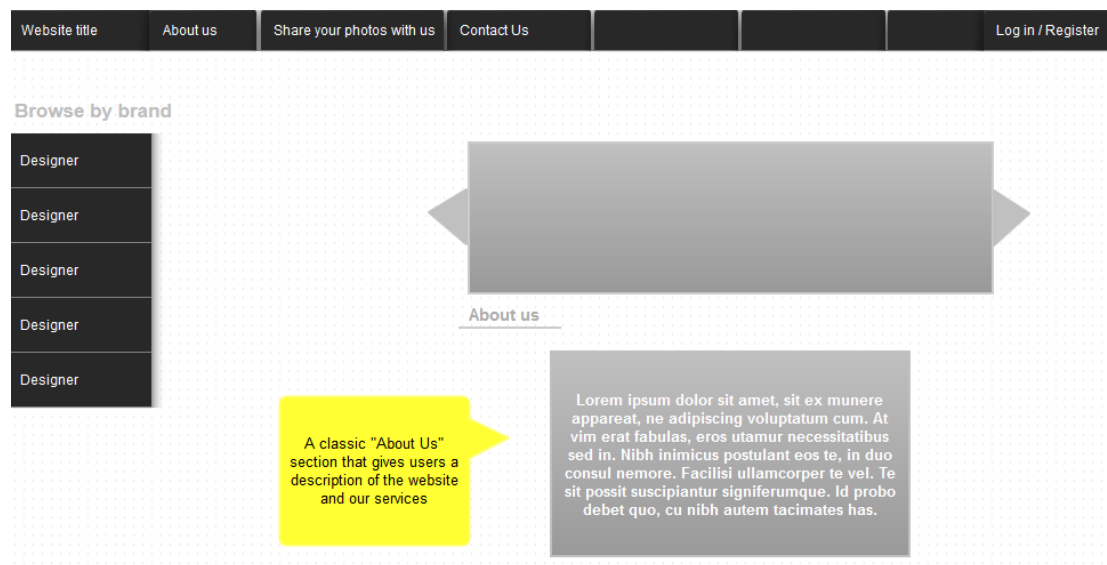 Website title
About us
Share your photos with us
Contact Us
Log in / Register
Browse by brand
Designer
Designer
Designer
Designer
Designer
About us
A classic "About Us"
section that gives users a
description of the website
and our services
Lorem ipsum dolor sit amet, sit ex munere
appareat, ne adipiscing voluptatum cum. At
vim erat fabulas, eros utamur necessitatibus
sed in. Nibh inimicus postulant eos te, in duo
consul nemore. Facilisi ullamcorper te vel. Te
sit possit suscipiantur signiferumque. Id probo
debet quo, cu nibh autem tacimates has.